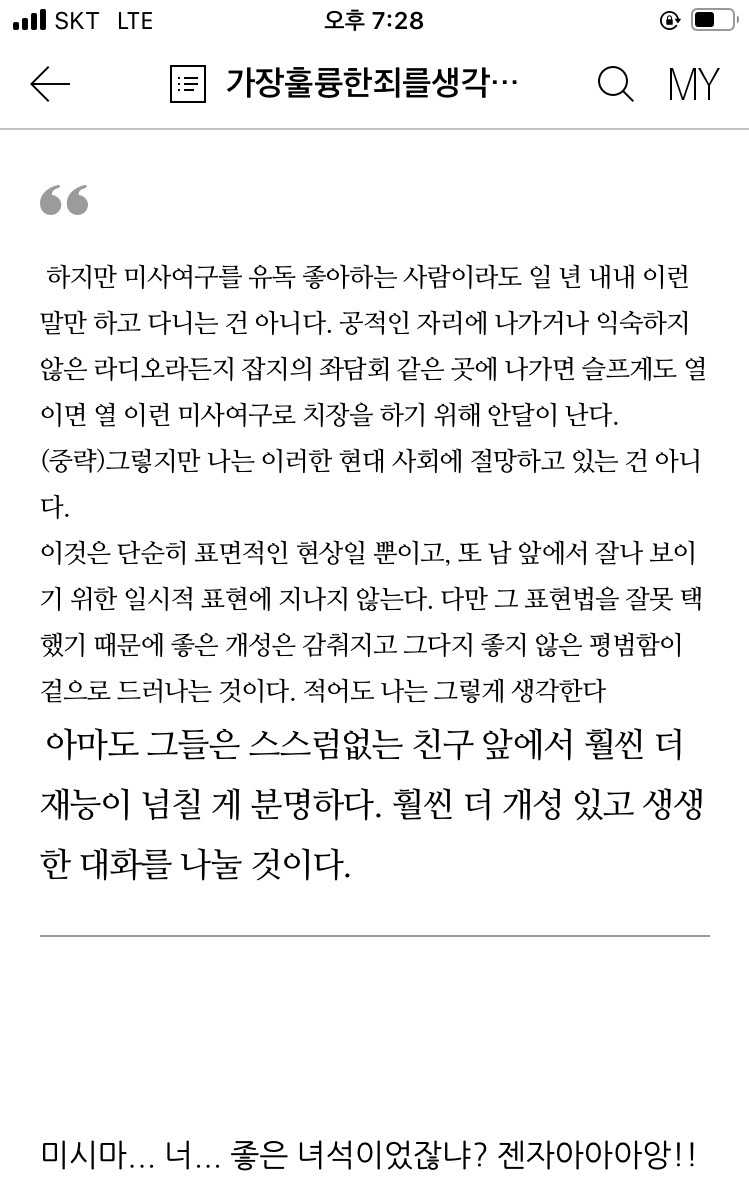 SKT LTE 오후 7:28
가장훌륭한죄를생각… MY
“
하지만 미사여구를 유독 좋아하는 사람이라도 일 년 내내 이런
말만 하고 다니는 건 아니다. 공적인 자리에 나가거나 익숙하지
않은 라디오라든지 잡지의 좌담회 같은 곳에 나가면 슬프게도 열
이면 열 이런 미사여구로 치장을 하기 위해 안달이 난다.
(중략)그렇지만 나는 이러한 현대 사회에 절망하고 있는 건 아니
다.
이것은 단순히 표면적인 현상일 뿐이고, 또 남 앞에서 잘나 보이
기 위한 일시적 표현에 지나지 않는다. 다만 그 표현법을 잘못 택
했기 때문에 좋은 개성은 감춰지고 그다지 좋지 않은 평범함이
겉으로 드러나는 것이다. 적어도 나는 그렇게 생각한다
아마도 그들은 스스럼없는 친구 앞에서 훨씬 더
재능이 넘칠 게 분명하다. 훨씬 더 개성 있고 생생
한 대화를 나눌 것이다.
미시마... 너... 좋은 녀석이었잖냐? 젠자아아아앙!!